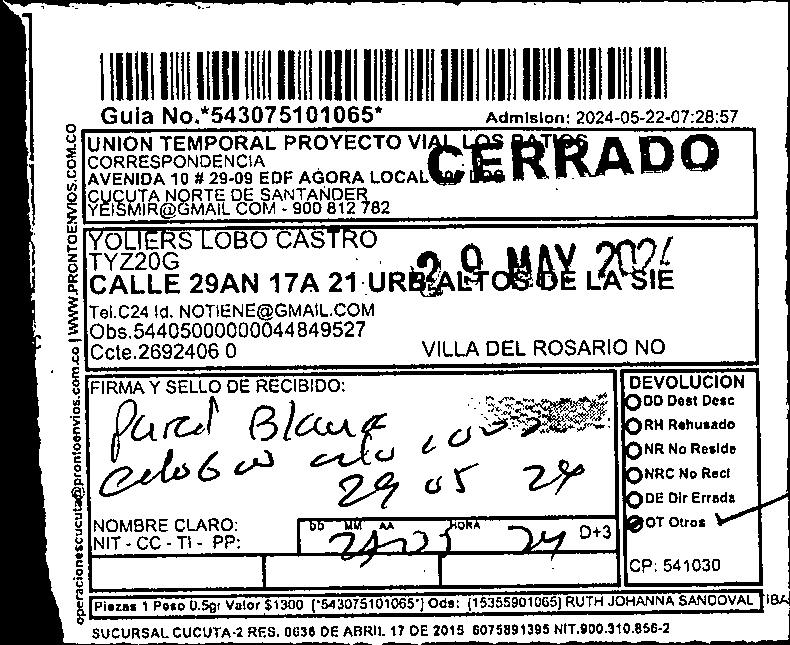 Guia No.*543075101065*
Admision: 2024-05-22-07:28:57
UNION TEMPORAL PROYECTO VIAL LOS PATIOS
CORRESPONDENCIA
AVENIDA 10 # 29-09 EDF AGORA LOCAL
CUCUTA NORTE DE SANTANDER
YEISMIR@GMAIL COM - 900 812 782
CERRADO
YOLIERS LOBO CASTRO
TYZ20G
29 MAY 2024
CALLE 29AN 17A 21 URB ALTOS DE LA SIE
Tel.C24 Id. NOTIENE@GMAIL.COM
Obs.54405000000044849527
Ccte.2692406 0
VILLA DEL ROSARIO NO
FIRMA Y SELLO DE RECIBIDO:
Pared Blanca
29 05 24
NOMBRE CLARO:
NIT - CC - TI - PP:
DD MM AA HORA
24 D+3
DEVOLUCION
DD Dest Desc
RH Rehusado
NR No Reside
NRC No Recl
DE Dir Errada
OT Otros
CP: 541030
Piezas 1 Peso 0.5gr Valor $1300 (*543075101065*) Ods: (15355901065) RUTH JOHANNA SANDOVAL TIBA
SUCURSAL CUCUTA-2 RES. 0636 DE ABRIL 17 DE 2015 6075891395 NIT.900.310.856-2
operacionescucuta@prontoenvios.com.co | WWW.PRONTOENVIOS.COM.CO